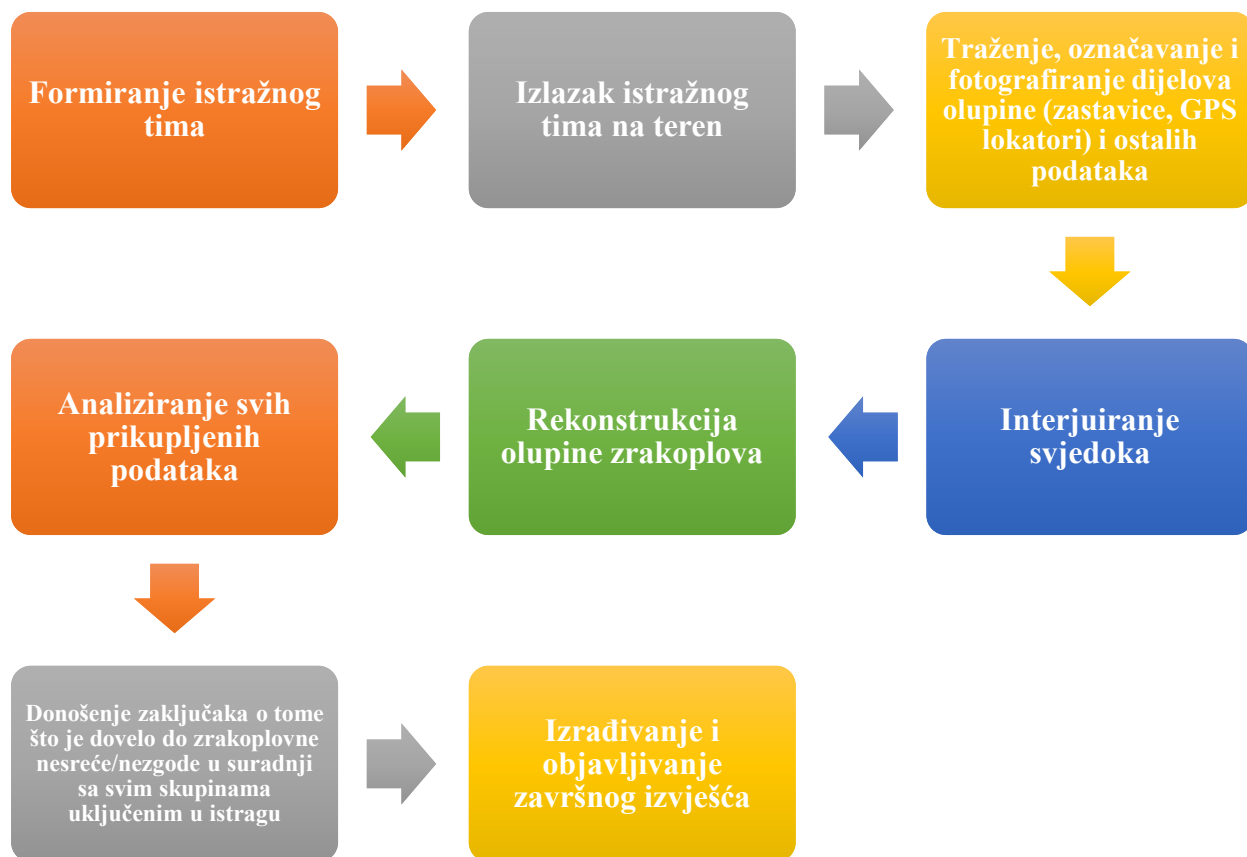 Formiranje istražnog
tima
Izlazak istražnog
tima na teren
Traženje, označavanje i
fotografiranje dijelova
olupine (zastavice, GPS
lokatori) i ostalih
podataka
Interjuiranje
svjedoka
Rekonstrukcija
olupine zrakoplova
Analiziranje svih
prikupljenih
podataka
Donošenje zaključaka o tome
što je dovelo do zrakoplovne
nesreće/nezgode u suradnji
sa svim skupinama
uključenim u istragu
Izrađivanje i
objavljivanje
završnog izvješća